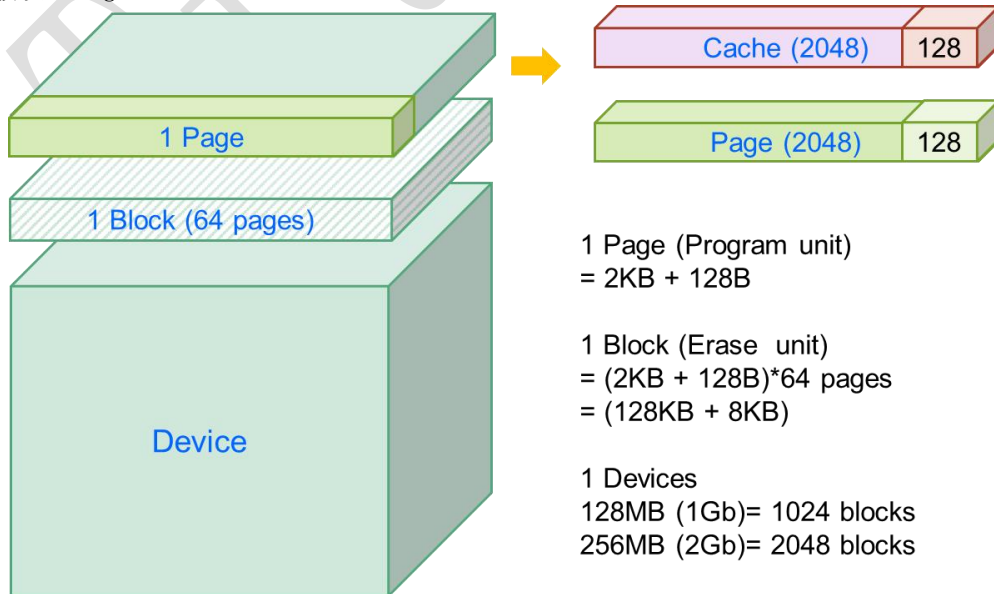 Cache (2048) 128
1 Page
Page (2048) 128
1 Block (64 pages)
1 Page (Program unit)
= 2KB + 128B
1 Block (Erase unit)
= (2KB + 128B)*64 pages
= (128KB + 8KB)
Device
1 Devices
128MB (1Gb)= 1024 blocks
256MB (2Gb)= 2048 blocks